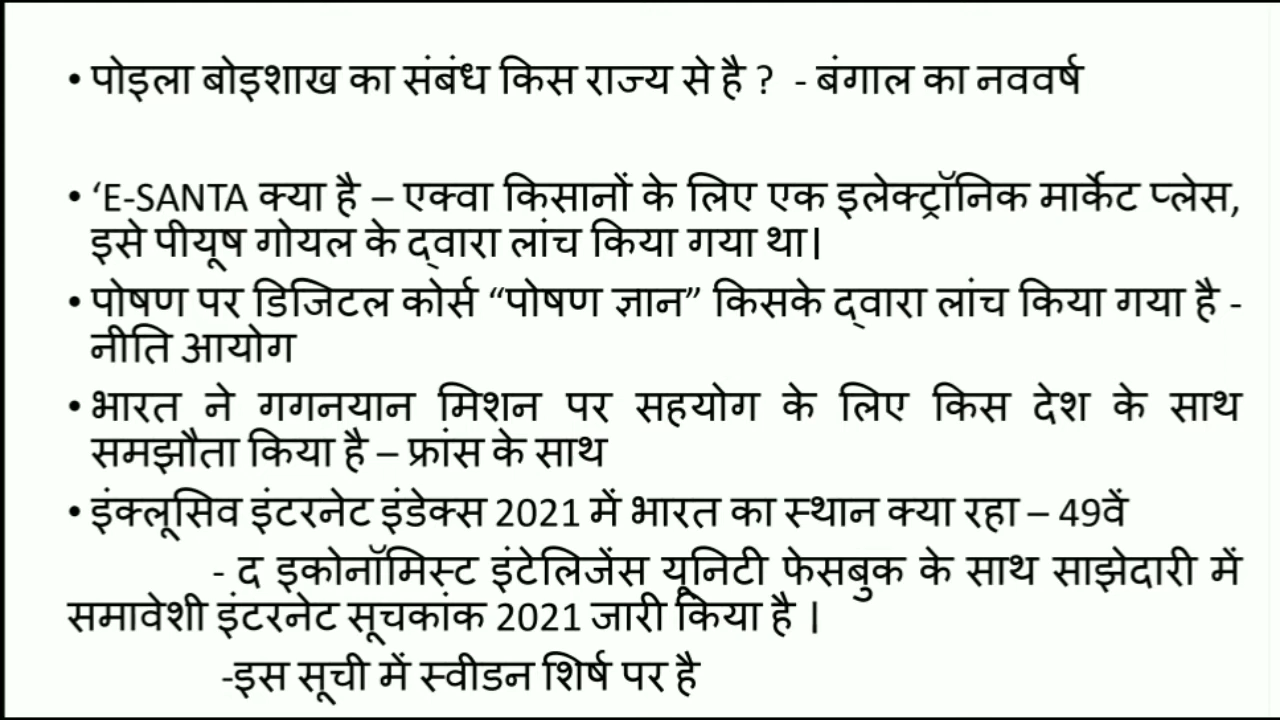 • पोइला बोइशाख का संबंध किस राज्य से है ? - बंगाल का नववर्ष
• ‘E-SANTA क्या है – एक्वा किसानों के लिए एक इलेक्ट्रॉनिक मार्केट प्लेस,
इसे पीयूष गोयल के द्वारा लांच किया गया था।
• पोषण पर डिजिटल कोर्स “पोषण ज्ञान” किसके द्वारा लांच किया गया है -
नीति आयोग
• भारत ने गगनयान मिशन पर सहयोग के लिए किस देश के साथ
समझौता किया है – फ्रांस के साथ
• इंक्लूसिव इंटरनेट इंडेक्स 2021 में भारत का स्थान क्या रहा – 49वें
- द इकोनॉमिस्ट इंटेलिजेंस यूनिटी फेसबुक के साथ साझेदारी में
समावेशी इंटरनेट सूचकांक 2021 जारी किया है ।
-इस सूची में स्वीडन शिर्ष पर है